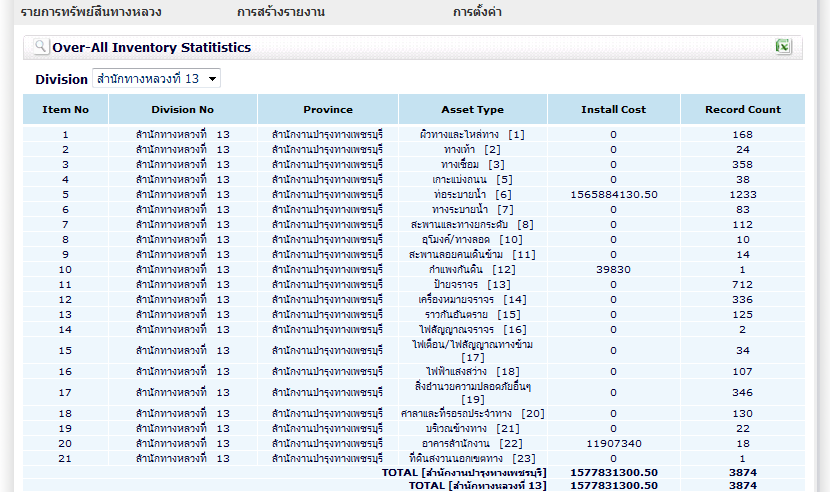 รายการทรัพย์สินทางหลวง การสร้างรายงาน การตั้งค่า
Over-All Inventory Statitistics
Division สำนักทางหลวงที่ 13
Item No Division No Province Asset Type Install Cost Record Count
1 สำนักทางหลวงที่ 13 สำนักงานบำรุงทางเพชรบุรี ผิวทางและไหล่ทาง [1] 0 168
2 สำนักทางหลวงที่ 13 สำนักงานบำรุงทางเพชรบุรี ทางเท้า [2] 0 24
3 สำนักทางหลวงที่ 13 สำนักงานบำรุงทางเพชรบุรี ทางเชื่อม [3] 0 358
4 สำนักทางหลวงที่ 13 สำนักงานบำรุงทางเพชรบุรี เกาะแบ่งถนน [5] 0 38
5 สำนักทางหลวงที่ 13 สำนักงานบำรุงทางเพชรบุรี ท่อระบายน้ำ [6] 1565884130.50 1233
6 สำนักทางหลวงที่ 13 สำนักงานบำรุงทางเพชรบุรี ทางระบายน้ำ [7] 0 83
7 สำนักทางหลวงที่ 13 สำนักงานบำรุงทางเพชรบุรี สะพานและทางยกระดับ [8] 0 112
8 สำนักทางหลวงที่ 13 สำนักงานบำรุงทางเพชรบุรี อุโมงค์/ทางลอด [10] 0 10
9 สำนักทางหลวงที่ 13 สำนักงานบำรุงทางเพชรบุรี สะพานลอยคนเดินข้าม [11] 0 14
10 สำนักทางหลวงที่ 13 สำนักงานบำรุงทางเพชรบุรี กำแพงกันดิน [12] 39830 1
11 สำนักทางหลวงที่ 13 สำนักงานบำรุงทางเพชรบุรี ป้ายจราจร [13] 0 712
12 สำนักทางหลวงที่ 13 สำนักงานบำรุงทางเพชรบุรี เครื่องหมายจราจร [14] 0 336
13 สำนักทางหลวงที่ 13 สำนักงานบำรุงทางเพชรบุรี ราวกันอันตราย [15] 0 125
14 สำนักทางหลวงที่ 13 สำนักงานบำรุงทางเพชรบุรี ไฟสัญญาณจราจร [16] 0 2
15 สำนักทางหลวงที่ 13 สำนักงานบำรุงทางเพชรบุรี ไฟเตือน/ไฟสัญญาณทางข้าม [17] 0 34
16 สำนักทางหลวงที่ 13 สำนักงานบำรุงทางเพชรบุรี ไฟฟ้าแสงสว่าง [18] 0 107
17 สำนักทางหลวงที่ 13 สำนักงานบำรุงทางเพชรบุรี สิ่งอำนวยความปลอดภัยอื่นๆ [19] 0 346
18 สำนักทางหลวงที่ 13 สำนักงานบำรุงทางเพชรบุรี ศาลาและที่รอรถประจำทาง [20] 0 130
19 สำนักทางหลวงที่ 13 สำนักงานบำรุงทางเพชรบุรี บริเวณข้างทาง [21] 0 22
20 สำนักทางหลวงที่ 13 สำนักงานบำรุงทางเพชรบุรี อาคารสำนักงาน [22] 11907340 18
21 สำนักทางหลวงที่ 13 สำนักงานบำรุงทางเพชรบุรี ที่ดินสงวนนอกเขตทาง [23] 0 1
TOTAL [สำนักงานบำรุงทางเพชรบุรี] 1577831300.50 3874
TOTAL [สำนักทางหลวงที่ 13] 1577831300.50 3874